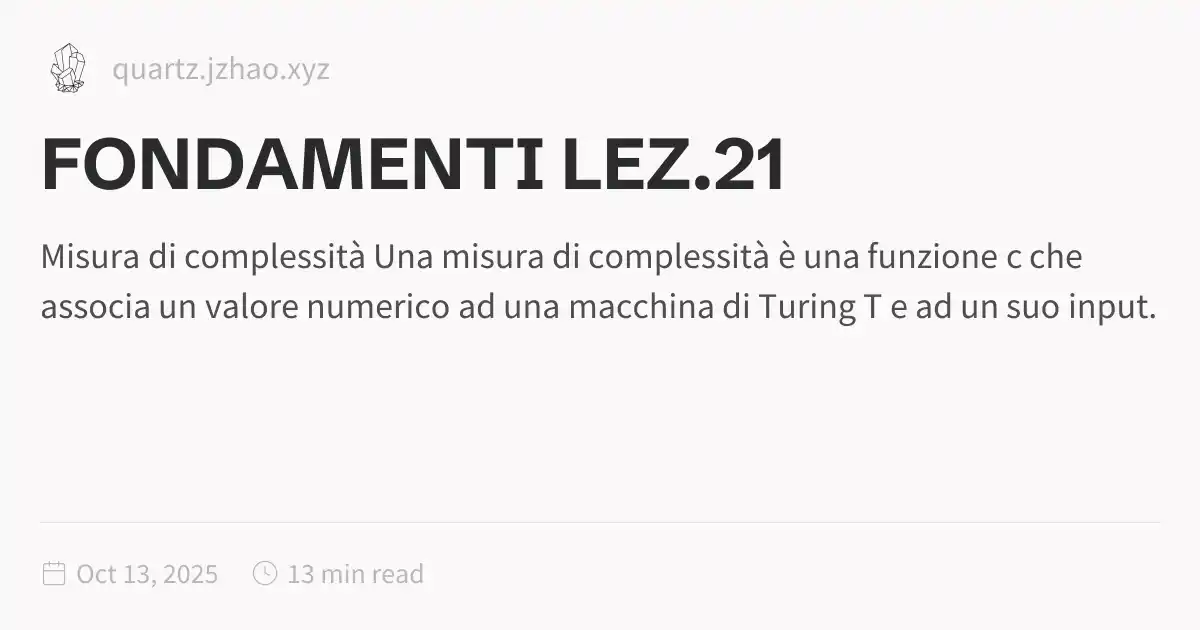 quartz.jzhao.xyz
FONDAMENTI LEZ.21
Misura di complessità Una misura di complessità è una funzione c che
associa un valore numerico ad una macchina di Turing T e ad un suo input.
Oct 13, 2025 13 min read